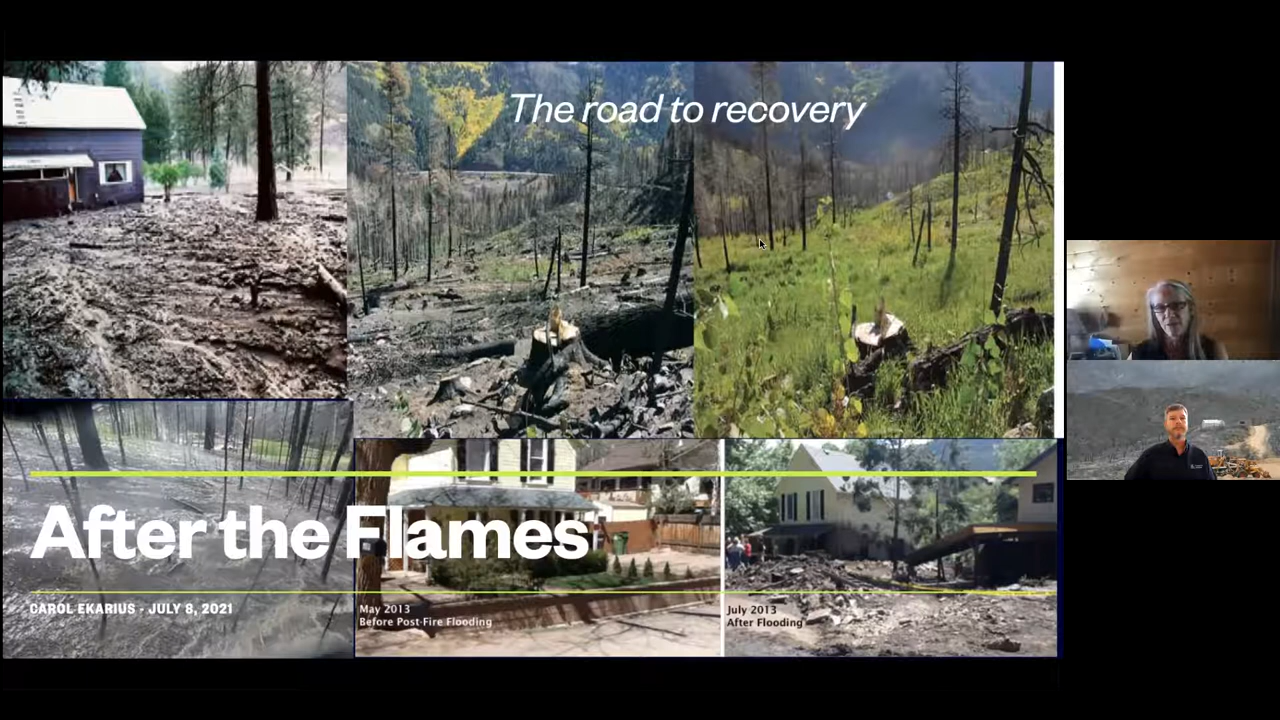 The road to recovery
After the Flames
CAROL EKARIUS - JULY 8, 2021
May 2013
Before Post-Fire Flooding
July 2013
After Flooding